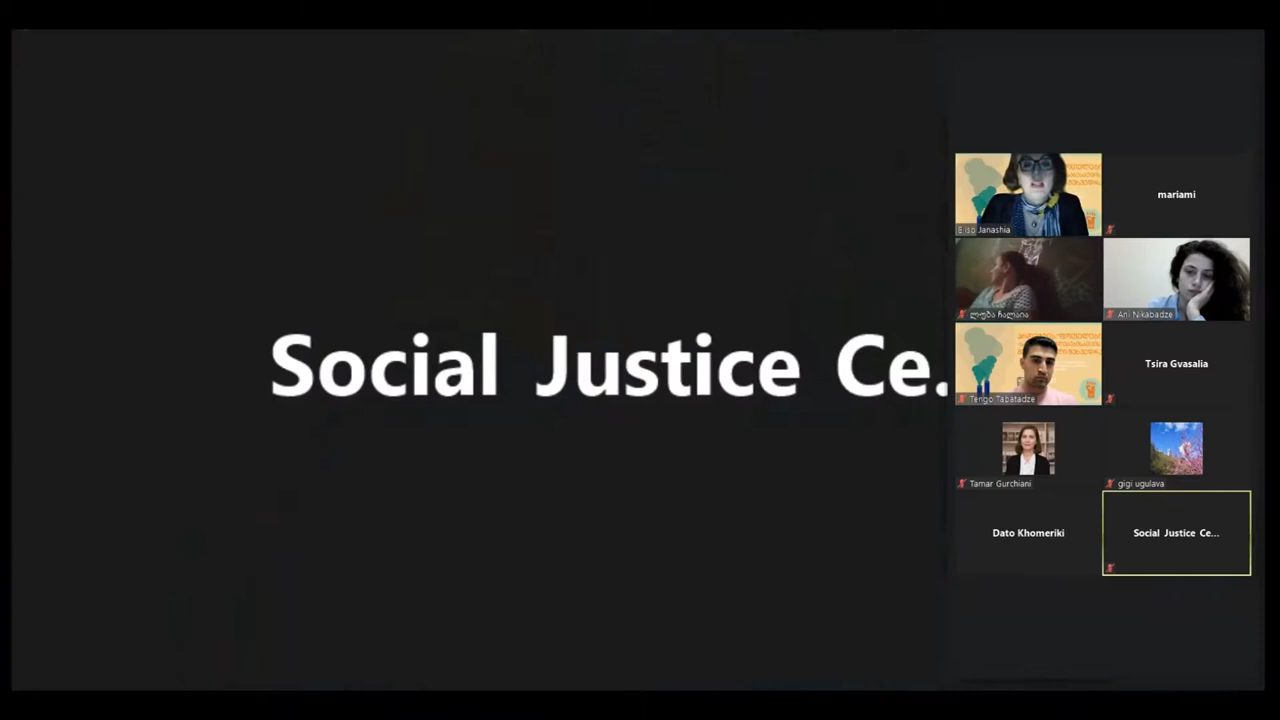 Social Justice Ce.
Eliso Janashia
mariami
ლუბა ჩალაია
Ani Nikabadze
Tengo Tabatadze
Tsira Gvasalia
Tamar Gurchiani
gigi ugulava
Dato Khomeriki
Social Justice Ce...